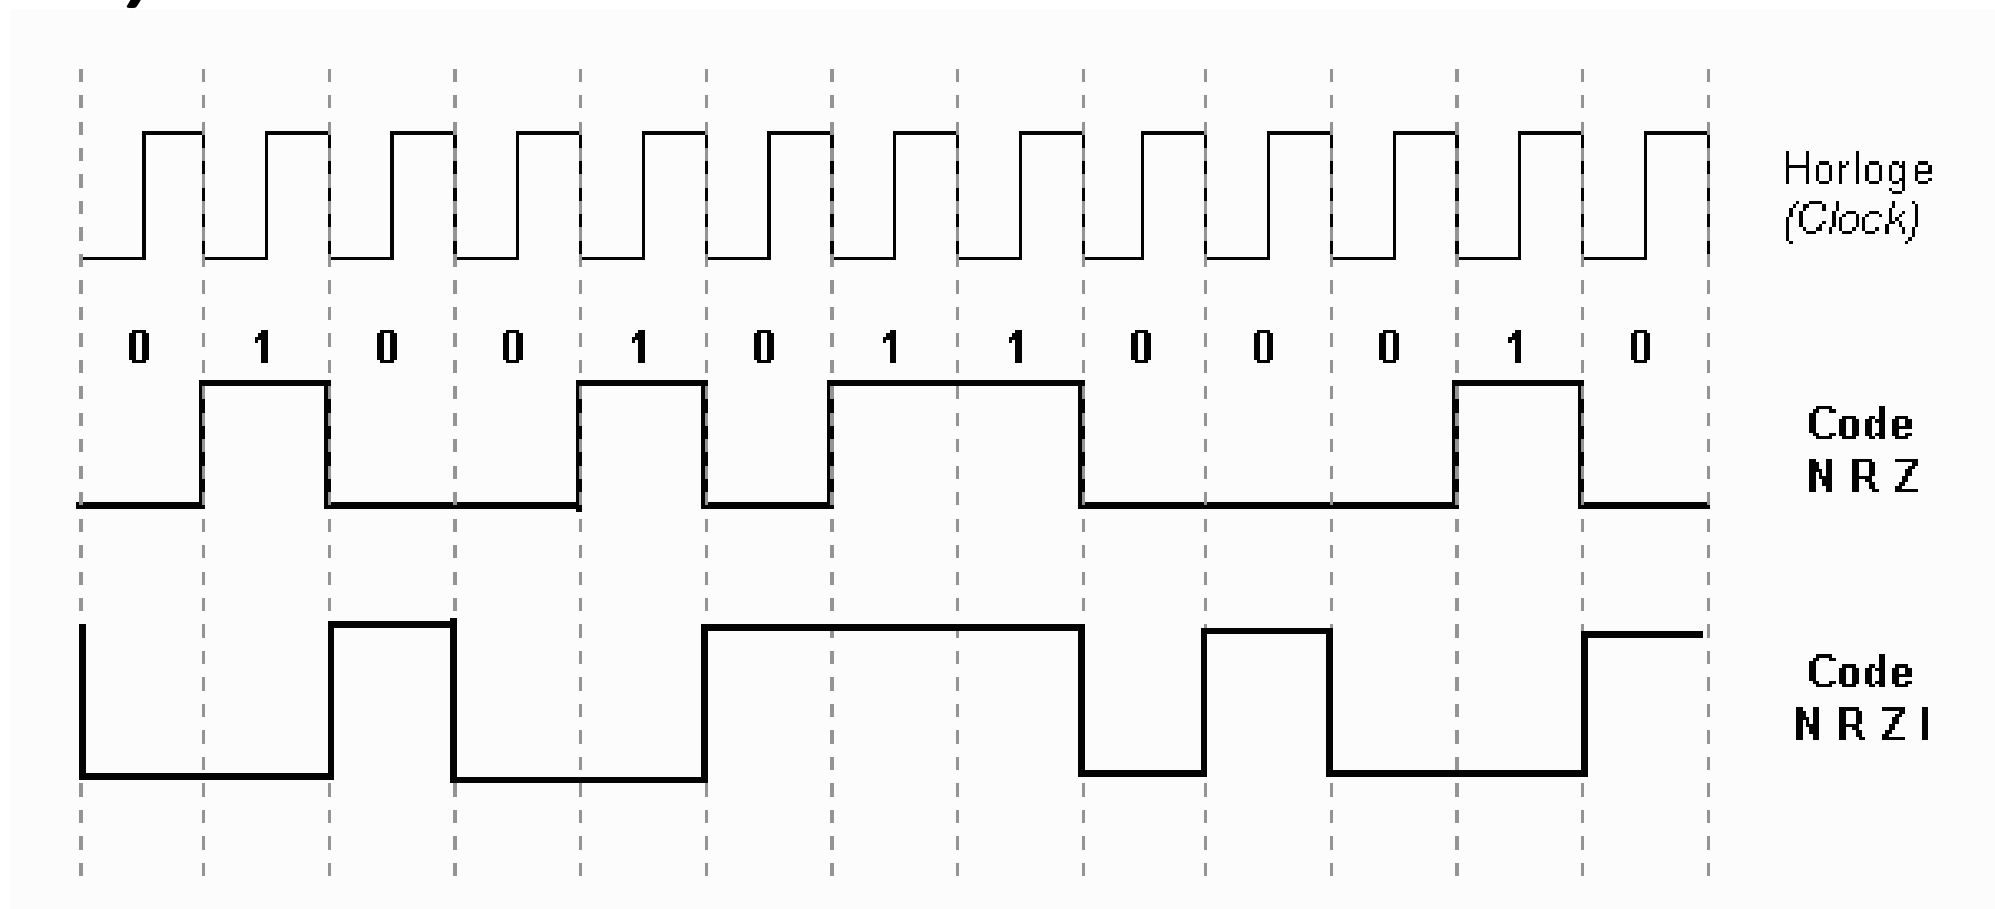 Horloge
(Clock)
0 1 0 0 1 0 1 1 0 0 0 1 0
Code
N R Z
Code
N R Z I